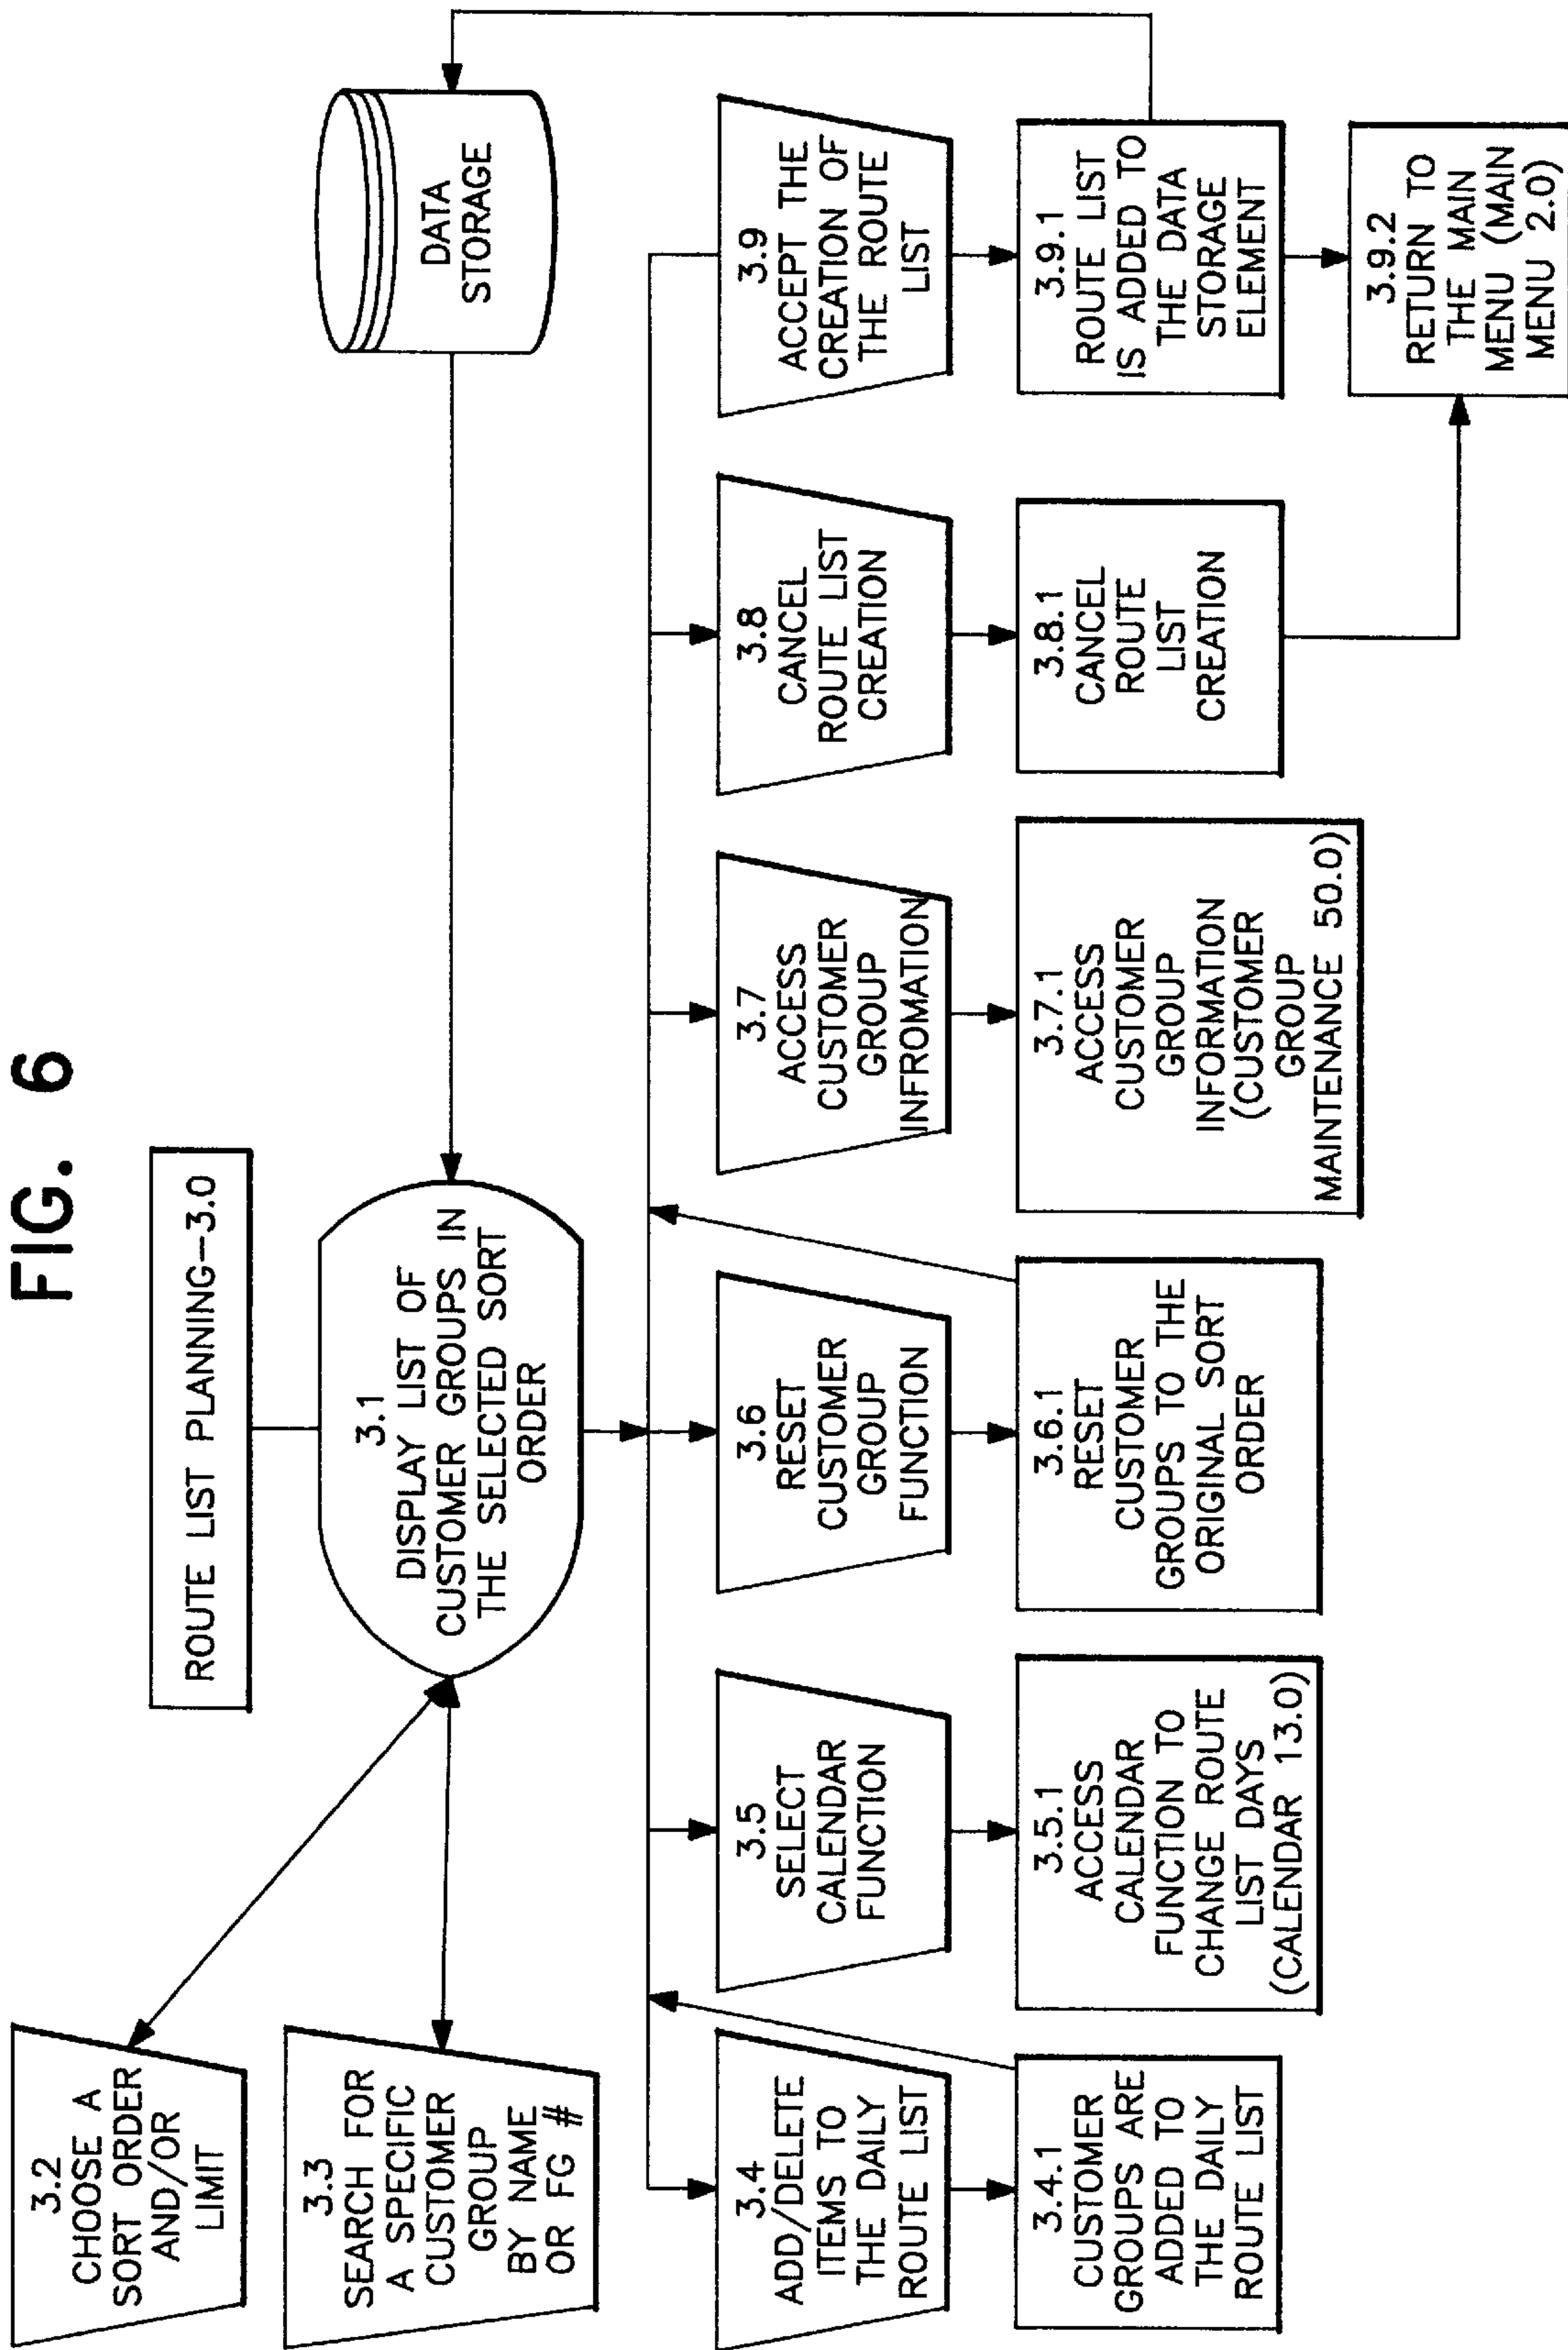 FIG. 6
ROUTE LIST PLANNING-3.0
3.2
CHOOSE A
SORT ORDER
AND/OR
LIMIT
3.3
SEARCH FOR
A SPECIFIC
CUSTOMER
GROUP
BY NAME
OR FG #
3.1
DISPLAY LIST OF
CUSTOMER GROUPS IN
THE SELECTED SORT
ORDER
DATA
STORAGE
3.4
ADD/DELETE
ITEMS TO
THE DAILY
ROUTE LIST
3.5
SELECT
CALENDAR
FUNCTION
3.6
RESET
CUSTOMER
GROUP
FUNCTION
3.7
ACCESS
CUSTOMER
GROUP
INFROMATION
3.8
CANCEL
ROUTE LIST
CREATION
3.9
ACCEPT THE
CREATION OF
THE ROUTE
LIST
3.4.1
CUSTOMER
GROUPS ARE
ADDED TO
THE DAILY
ROUTE LIST
3.5.1
ACCESS
CALENDAR
FUNCTION TO
CHANGE ROUTE
LIST DAYS
(CALENDAR 13.0)
3.6.1
RESET
CUSTOMER
GROUPS TO THE
ORIGINAL SORT
ORDER
3.7.1
ACCESS
CUSTOMER
GROUP
INFORMATION
(CUSTOMER
GROUP
MAINTENANCE 50.0)
3.8.1
CANCEL
ROUTE
LIST
CREATION
3.9.1
ROUTE LIST
IS ADDED TO
THE DATA
STORAGE
ELEMENT
3.9.2
RETURN TO
THE MAIN
MENU (MAIN
MENU 2.0)